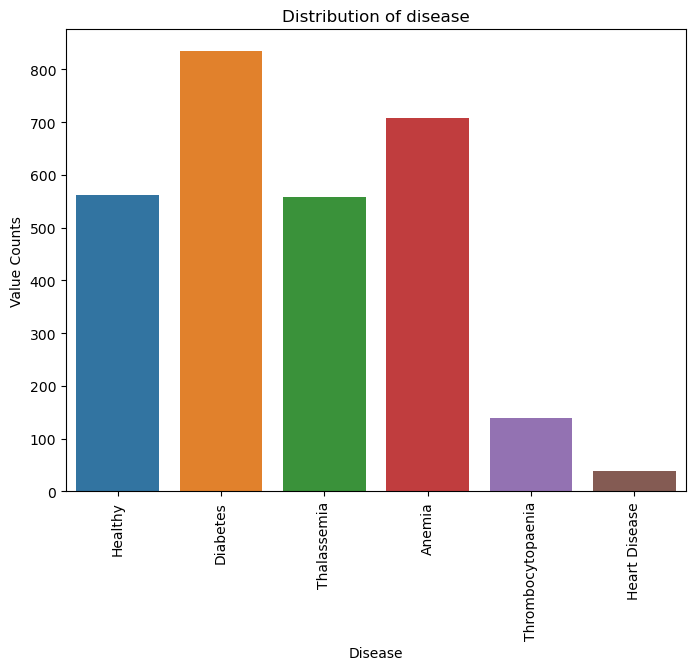 Distribution of disease
Value Counts
800
700
600
500
400
300
200
100
0
Healthy
Diabetes
Thalassemia
Anemia
Thrombocytopaenia
Heart Disease
Disease